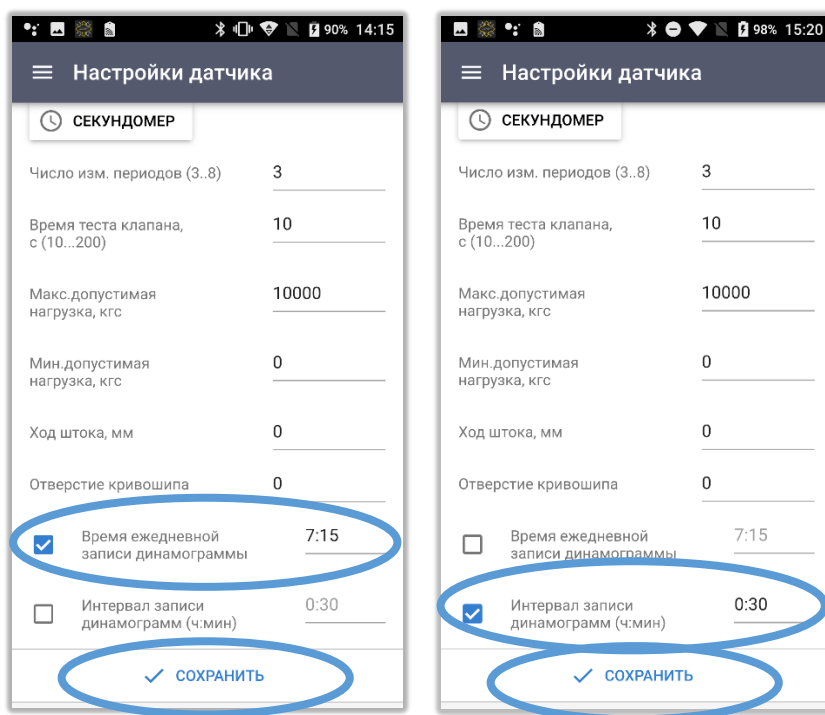 90% 14:15
Настройки датчика
СЕКУНДОМЕР
Число изм. периодов (3..8) 3
Время теста клапана,
с (10...200) 10
Макс.допустимая
нагрузка, кгс 10000
Мин.допустимая
нагрузка, кгс 0
Ход штока, мм 0
Отверстие кривошипа 0
Время ежедневной
записи динамограммы 7:15
Интервал записи
динамограмм (ч:мин) 0:30
СОХРАНИТЬ
98% 15:20
Настройки датчика
СЕКУНДОМЕР
Число изм. периодов (3..8) 3
Время теста клапана,
с (10...200) 10
Макс.допустимая
нагрузка, кгс 10000
Мин.допустимая
нагрузка, кгс 0
Ход штока, мм 0
Отверстие кривошипа 0
Время ежедневной
записи динамограммы 7:15
Интервал записи
динамограмм (ч:мин) 0:30
СОХРАНИТЬ